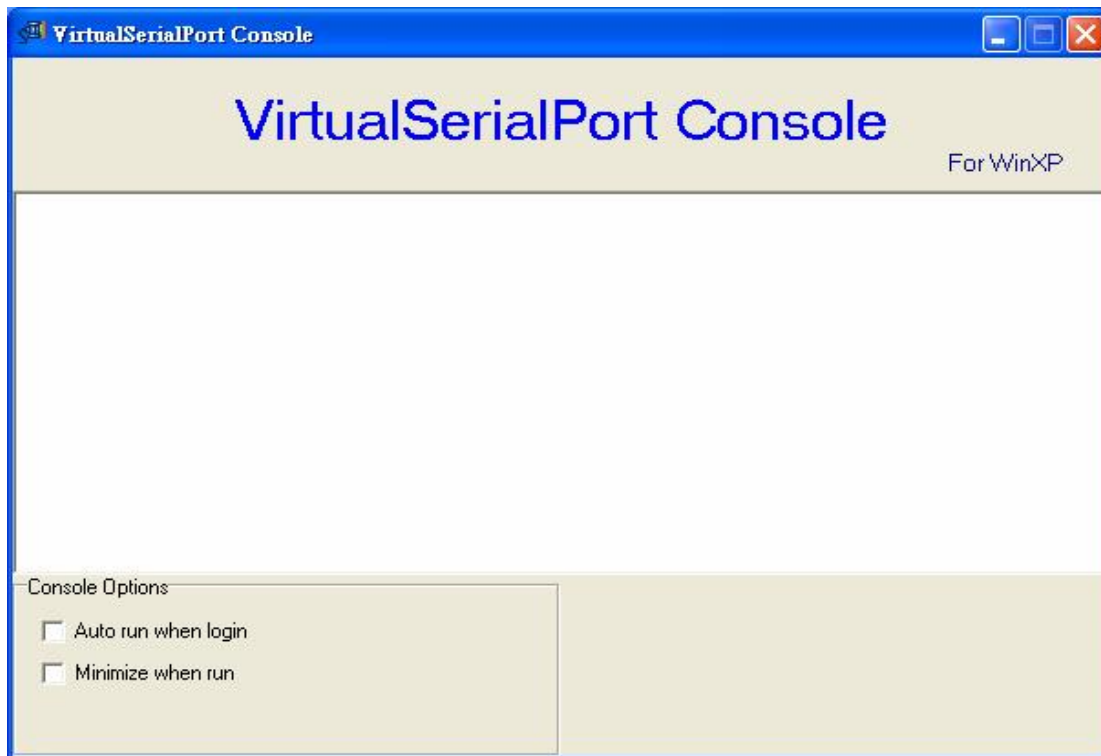 VirtualSerialPort Console
VirtualSerialPort Console
For WinXP
Console Options
Auto run when login
Minimize when run